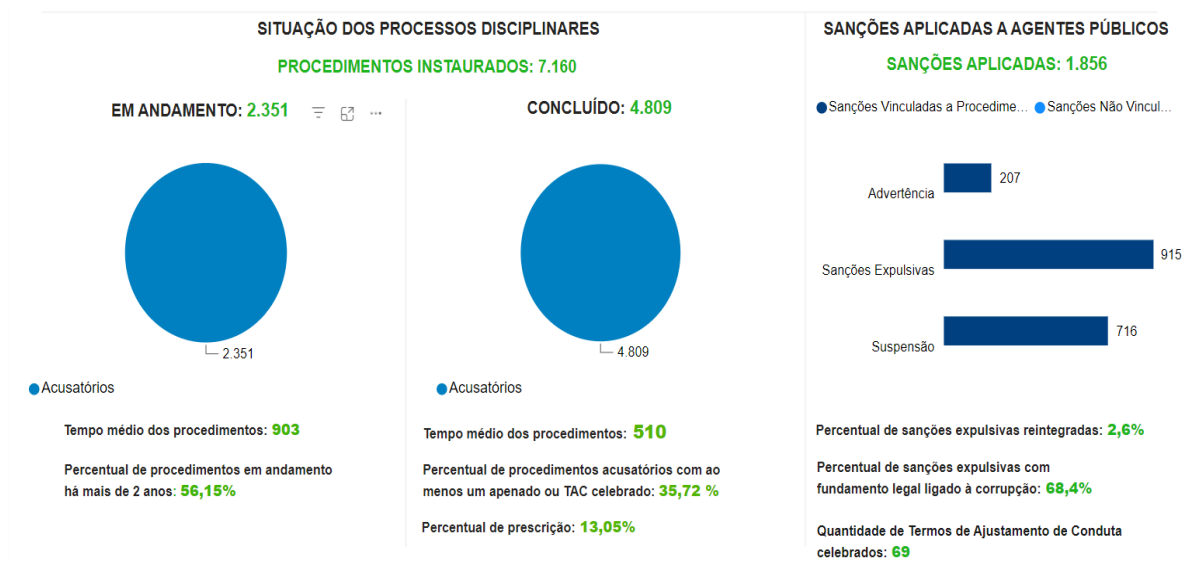 SITUAÇÃO DOS PROCESSOS DISCIPLINARES
PROCEDIMENTOS INSTAURADOS: 7.160
EM ANDAMENTO: 2.351
2.351
Acusatórios
Tempo médio dos procedimentos: 903
Percentual de procedimentos em andamento
há mais de 2 anos: 56,15%
CONCLUÍDO: 4.809
4.809
Acusatórios
Tempo médio dos procedimentos: 510
Percentual de procedimentos acusatórios com ao
menos um apenado ou TAC celebrado: 35,72 %
Percentual de prescrição: 13,05%
SANÇÕES APLICADAS A AGENTES PÚBLICOS
SANÇÕES APLICADAS: 1.856
Sanções Vinculadas a Procedime... Sanções Não Vincul...
Advertência 207
Sanções Expulsivas 915
Suspensão 716
Percentual de sanções expulsivas reintegradas: 2,6%
Percentual de sanções expulsivas com
fundamento legal ligado à corrupção: 68,4%
Quantidade de Termos de Ajustamento de Conduta
celebrados: 69